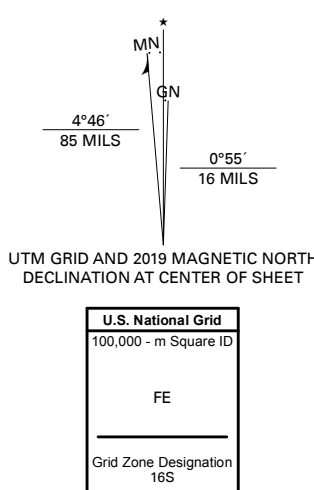 ★
MN
GN
4°46´
85 MILS
0°55´
16 MILS
UTM GRID AND 2019 MAGNETIC NORTH
DECLINATION AT CENTER OF SHEET
U.S. National Grid
100,000 - m Square ID
FE
Grid Zone Designation
16S